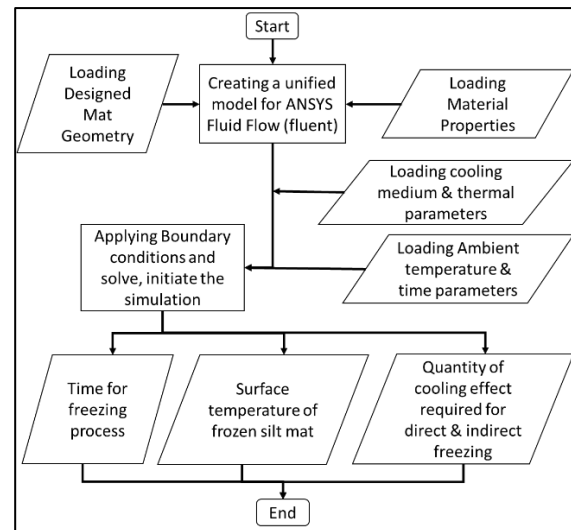 Start
Loading
Designed
Mat
Geometry
Creating a unified
model for ANSYS
Fluid Flow (fluent)
Loading
Material
Properties
Loading cooling
medium & thermal
parameters
Applying Boundary
conditions and
solve, initiate the
simulation
Loading Ambient
temperature &
time parameters
Time for
freezing
process
Surface
temperature of
frozen silt mat
Quantity of
cooling effect
required for
direct & indirect
freezing
End